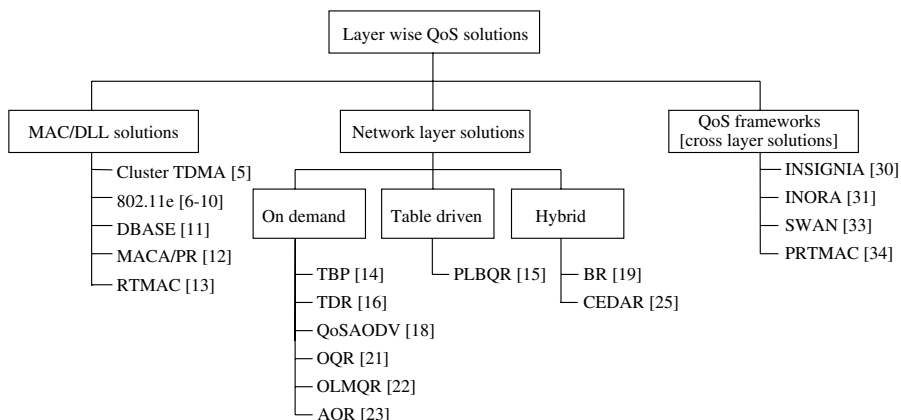 Layer wise QoS solutions
MAC/DLL solutions
Cluster TDMA [5]
802.11e [6-10]
DBASE [11]
MACA/PR [12]
RTMAC [13]
Network layer solutions
On demand
TBP [14]
TDR [16]
QoSAODV [18]
OQR [21]
OLMQR [22]
AOR [23]
Table driven
PLBQR [15]
Hybrid
BR [19]
CEDAR [25]
QoS frameworks
[cross layer solutions]
INSIGNIA [30]
INORA [31]
SWAN [33]
PRTMAC [34]